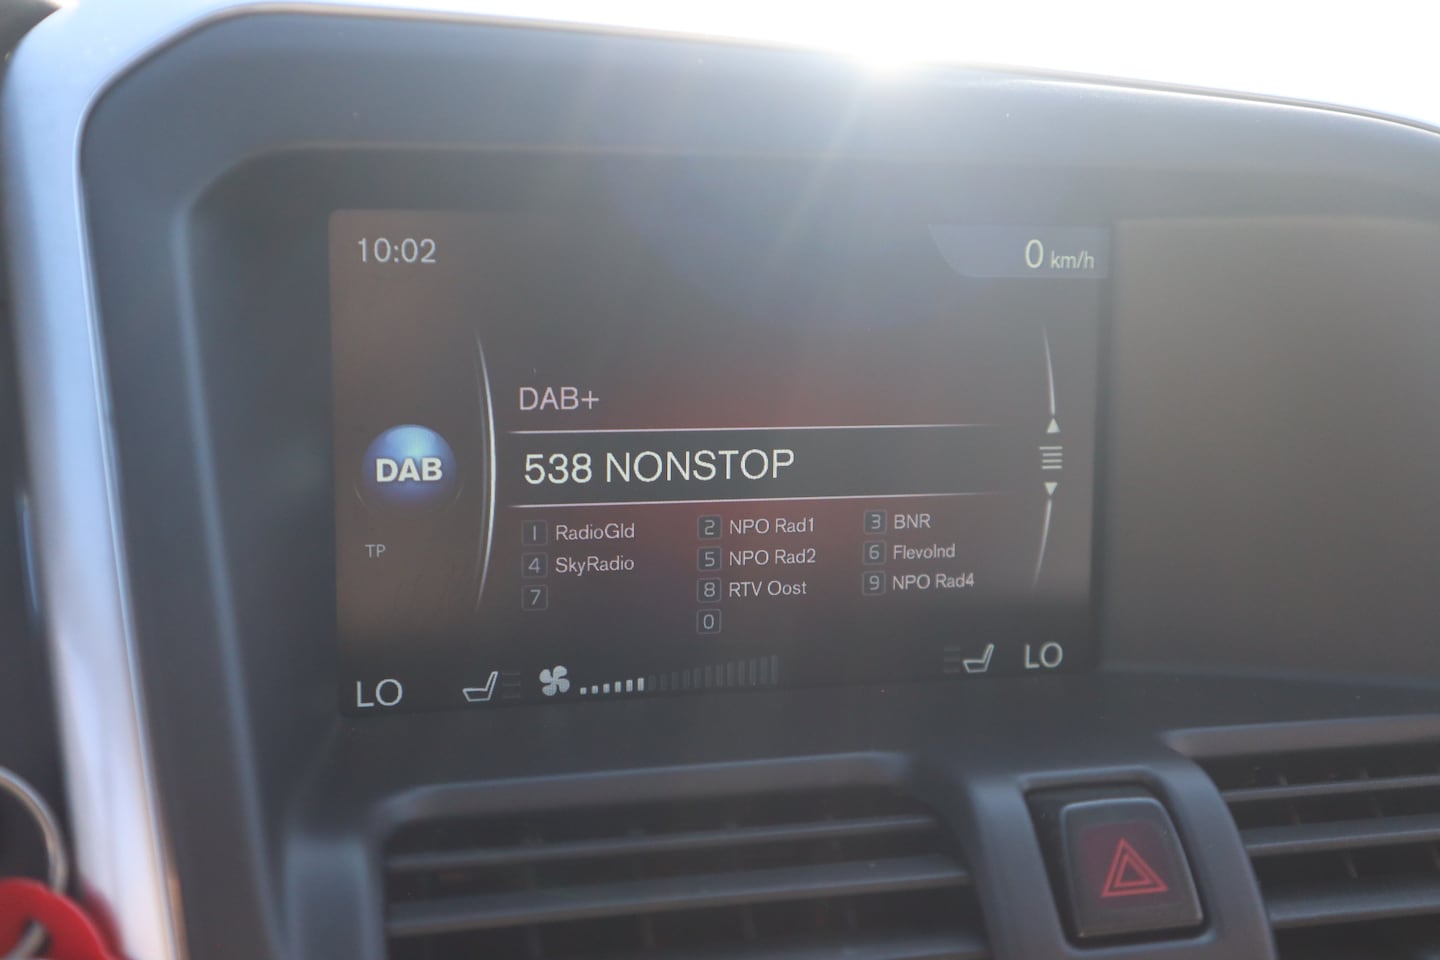 10:02 0 km/h
DAB+
DAB 538 NONSTOP
1 RadioGld 2 NPO Rad1 3 BNR
TP 4 SkyRadio 5 NPO Rad2 6 Flevolnd
7 8 RTV Oost 9 NPO Rad4
0
LO LO